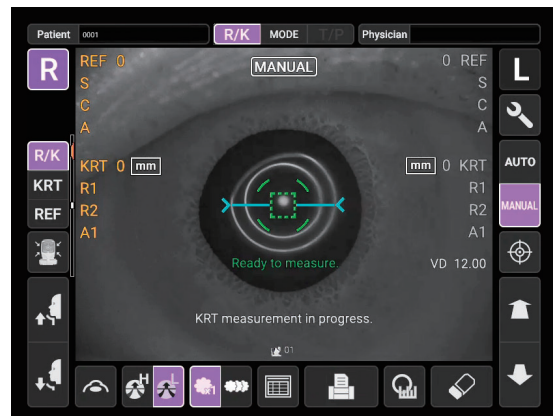 Patient 0001 R/K MODE T/P Physician
R REF 0 MANUAL 0 REF L
S S
C C
A A
R/K KRT 0 mm mm 0 KRT AUTO
KRT R1 R1
REF R2 R2 MANUAL
A1 A1
Ready to measure. VD 12.00
KRT measurement in progress.
01
H L 1